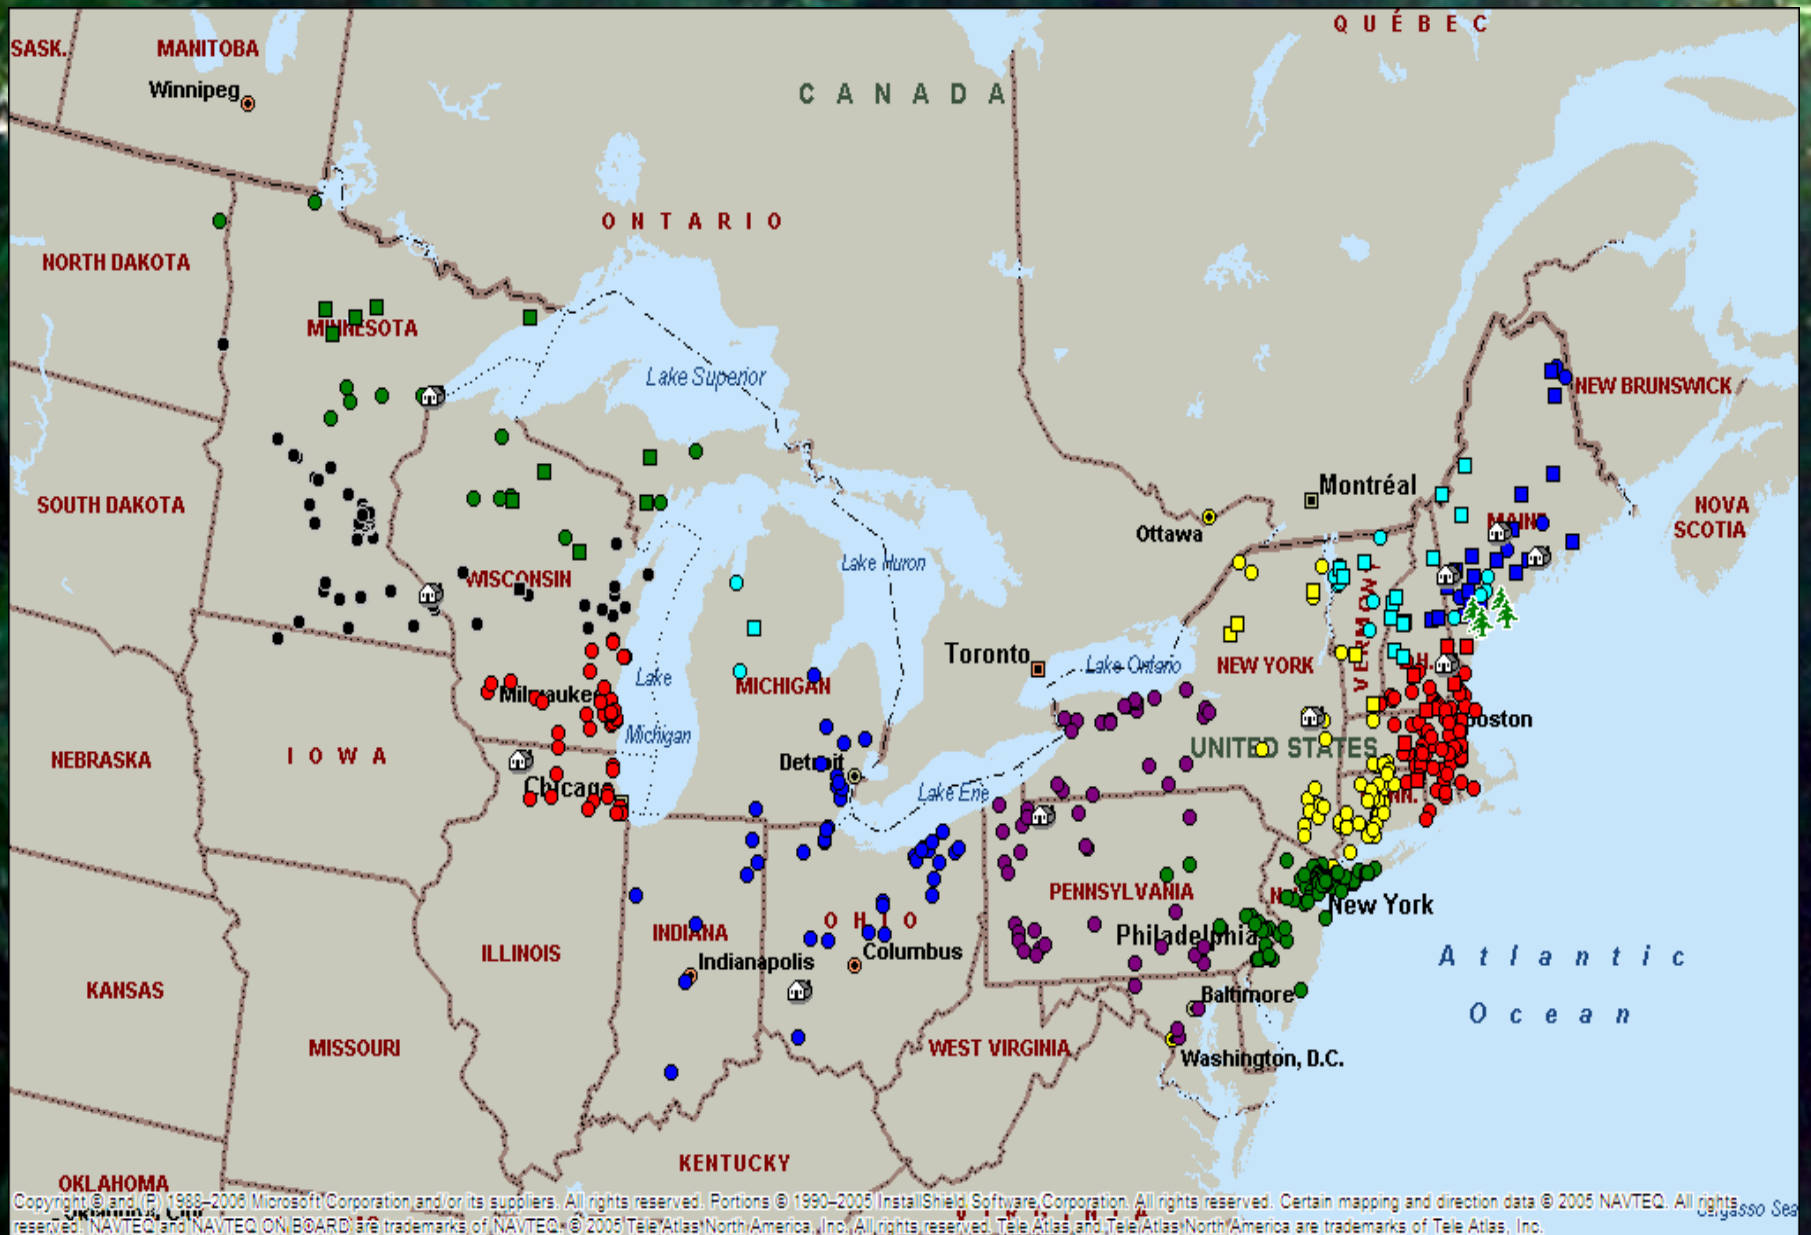 QUÉBEC
SASK.
MANITOBA
Winnipeg
CANADA
ONTARIO
NORTH DAKOTA
MINNESOTA
Lake Superior
NEW BRUNSWICK
SOUTH DAKOTA
Montréal
NOVA
SCOTIA
MAINE
Ottawa
Lake Huron
WISCONSIN
VERMONT
Toronto
Lake Ontario
NEW YORK
N.H.
Lake
Michigan
MICHIGAN
Milwaukee
Boston
NEBRASKA
IOWA
UNITED STATES
Detroit
Chicago
Lake Erie
CONN.
PENNSYLVANIA
N.J.
New York
OHIO
INDIANA
Philadelphia
ILLINOIS
Columbus
Indianapolis
Atlantic
Ocean
KANSAS
Baltimore
MISSOURI
WEST VIRGINIA
Washington, D.C.
KENTUCKY
OKLAHOMA
Oklahoma City
Copyright © and (P) 1988–2006 Microsoft Corporation and/or its suppliers. All rights reserved. Portions © 1990–2005 InstallShield Software Corporation. All rights reserved. Certain mapping and direction data © 2005 NAVTEQ. All rights
Sargasso Sea
reserved. NAVTEQ and NAVTEQ ON BOARD are trademarks of NAVTEQ. © 2005 Tele Atlas North America, Inc. All rights reserved. Tele Atlas and Tele Atlas North America are trademarks of Tele Atlas, Inc.